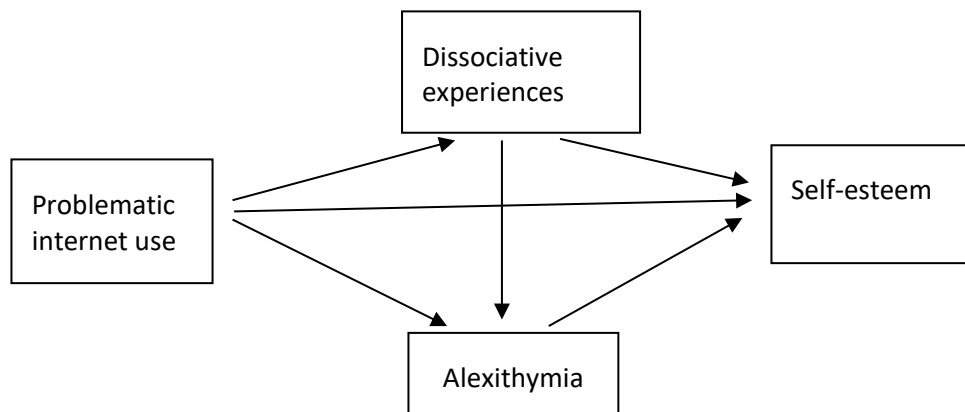 Dissociative
experiences
Problematic
internet use
Self-esteem
Alexithymia